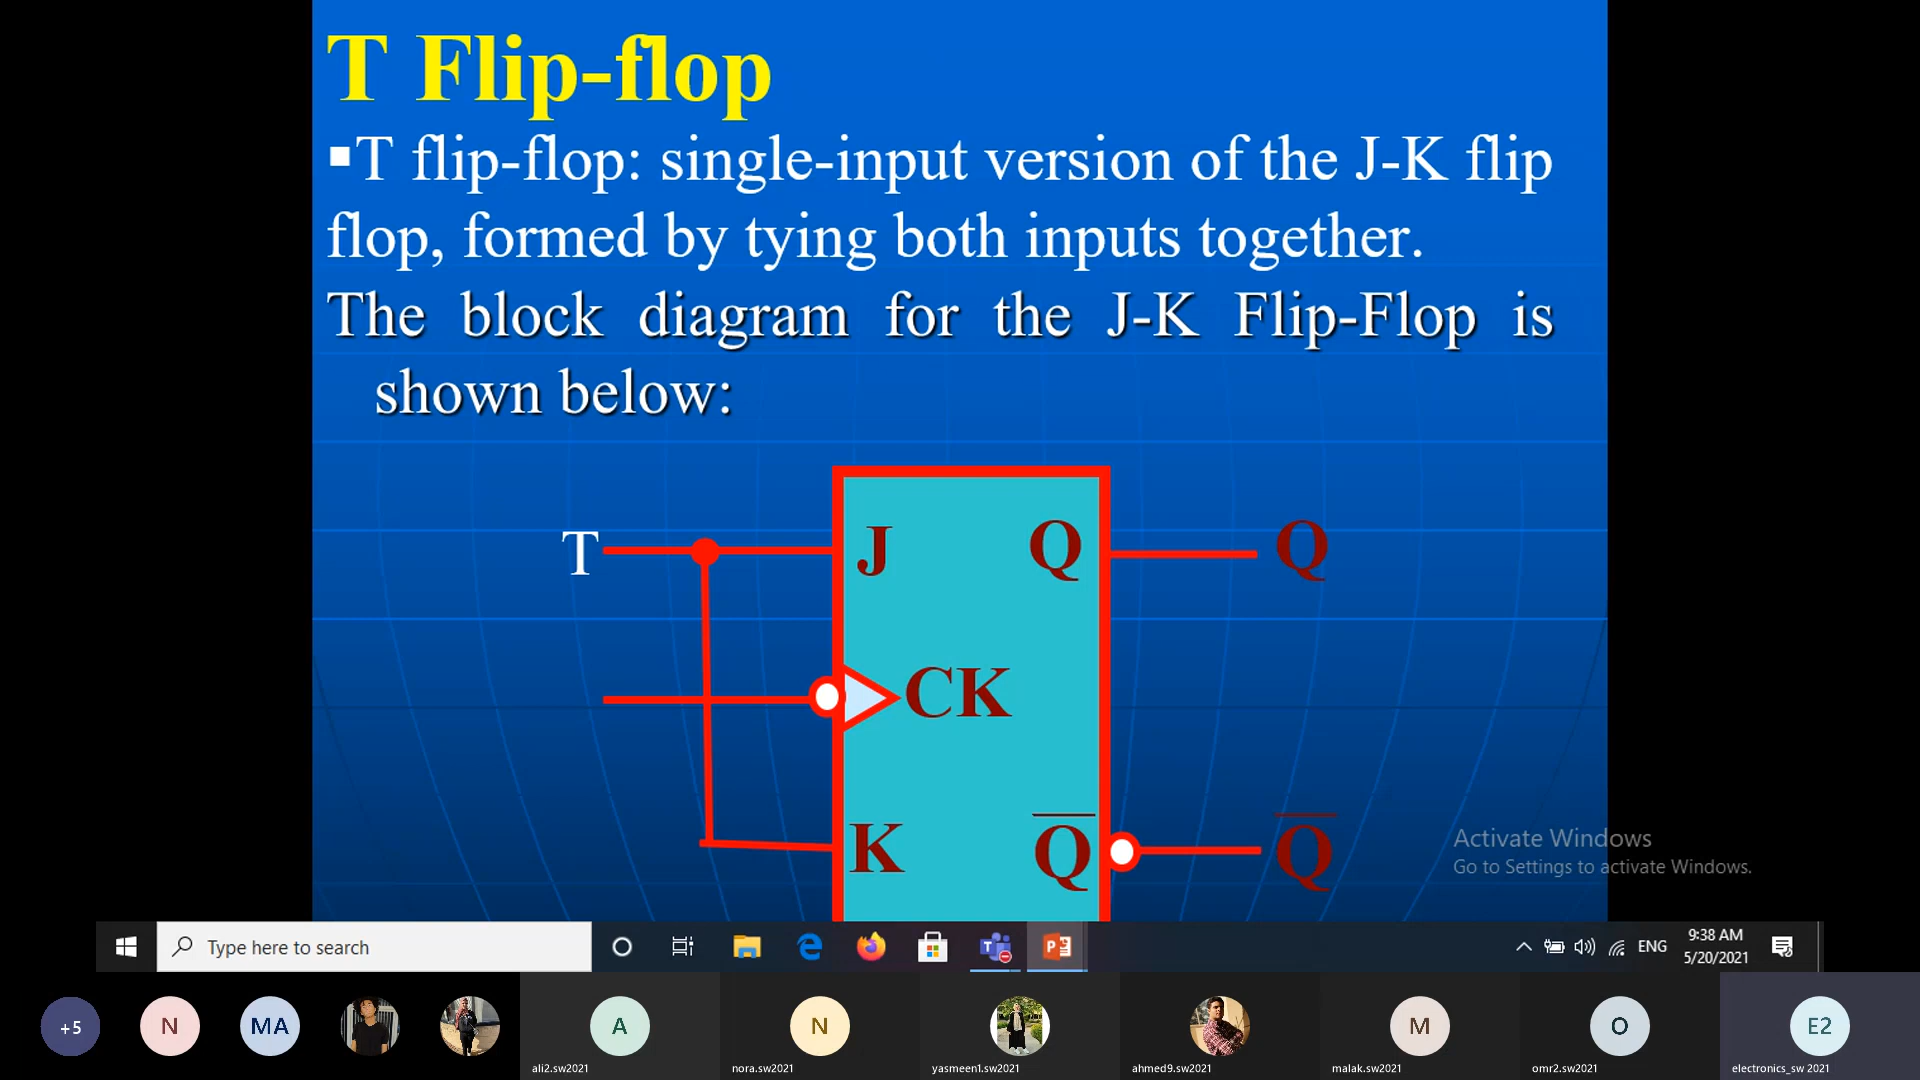 T Flip-flop
▪T flip-flop: single-input version of the J-K flip
flop, formed by tying both inputs together.
The block diagram for the J-K Flip-Flop is
shown below:
T J Q Q
CK
K Q̅ Q̅
Activate Windows
Go to Settings to activate Windows.
Type here to search
ENG
9:38 AM
5/20/2021
+5 N MA A N M O E2
ali2.sw2021 nora.sw2021 yasmeen1.sw2021 ahmed9.sw2021 malak.sw2021 omr2.sw2021 electronics_sw 2021